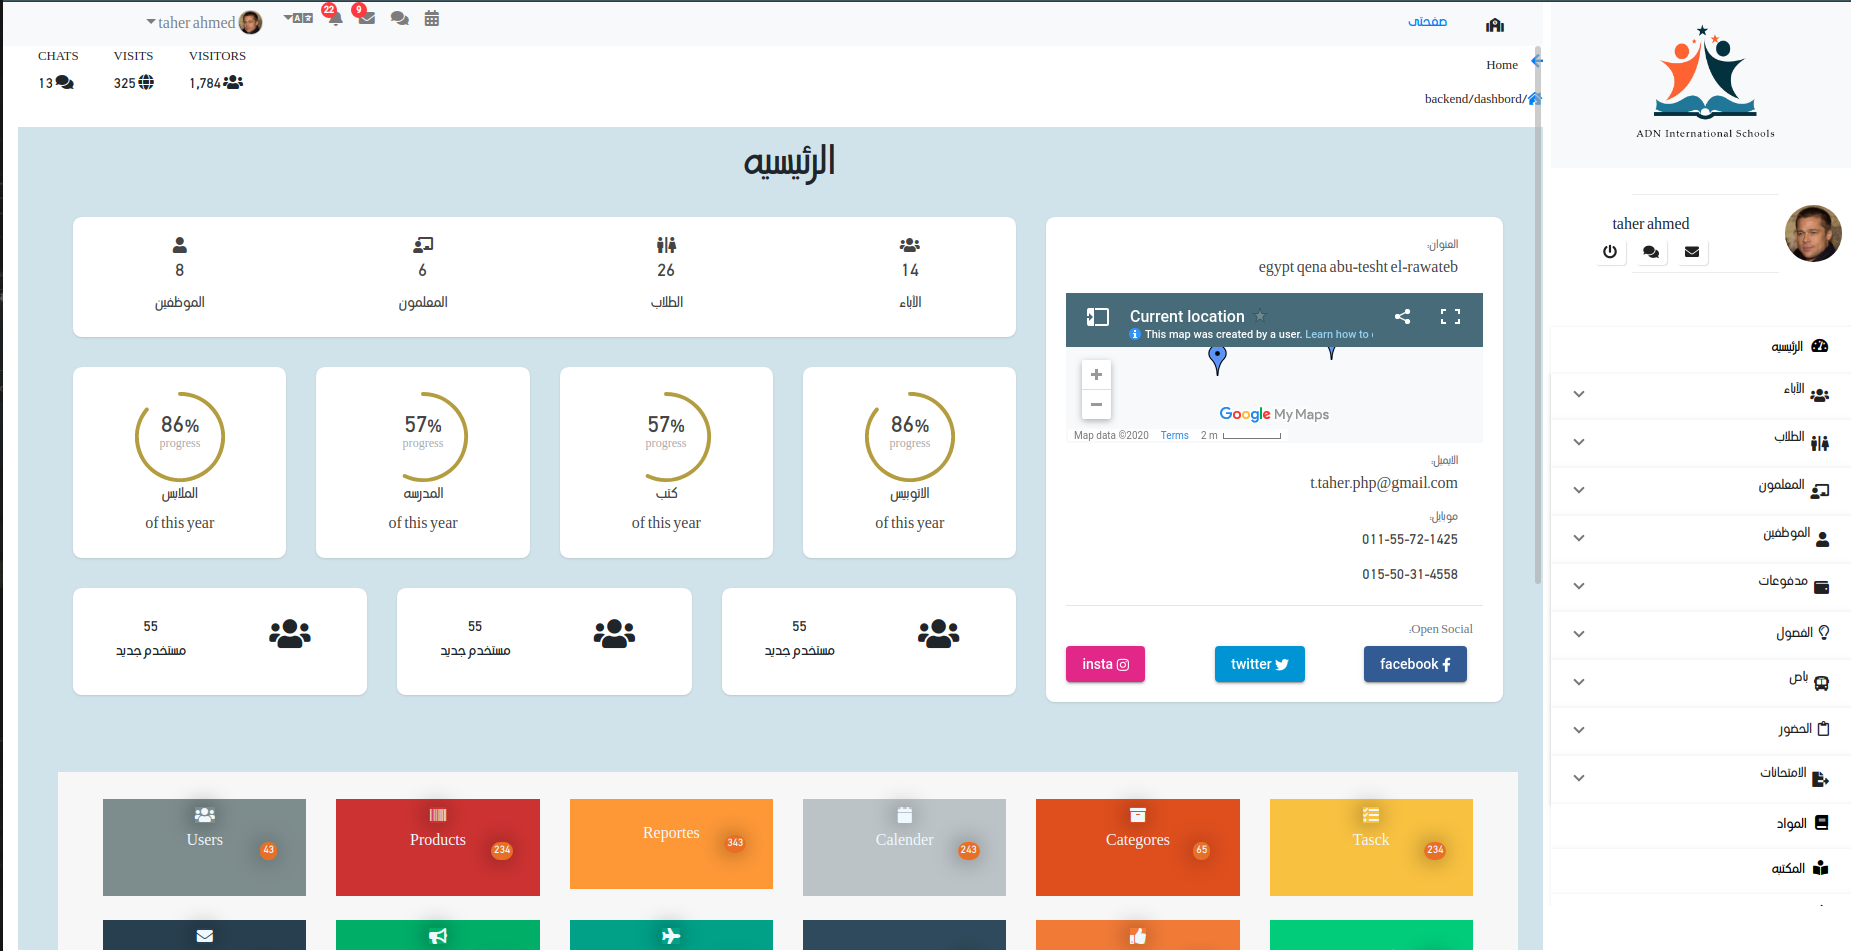 taher ahmed
22
9
صفحتى
CHATS
VISITS
VISITORS
13
325
1,784
Home
backend/dashbord/
ADN International Schools
taher ahmed
الرئيسيه
8
6
26
14
الموظفين
المعلمون
الطلاب
الأباء
العنوان:
egypt qena abu-tesht el-rawateb
Current location
This map was created by a user. Learn how to
Google My Maps
Map data ©2020
Terms
2 m
86%
57%
57%
86%
progress
progress
progress
progress
الملابس
المدرسه
كتب
الاتوبيس
of this year
of this year
of this year
of this year
الايميل:
t.taher.php@gmail.com
موبايل:
011-55-72-1425
015-50-31-4558
Open Social:
insta
twitter
facebook
55
مستخدم جديد
55
مستخدم جديد
55
مستخدم جديد
Users
43
Products
234
Reportes
343
Calender
243
Categores
65
Tasck
234
الرئيسيه
الأباء
الطلاب
المعلمون
الموظفين
مدفوعات
الفصول
باص
الحضور
الامتحانات
المواد
المكتبه